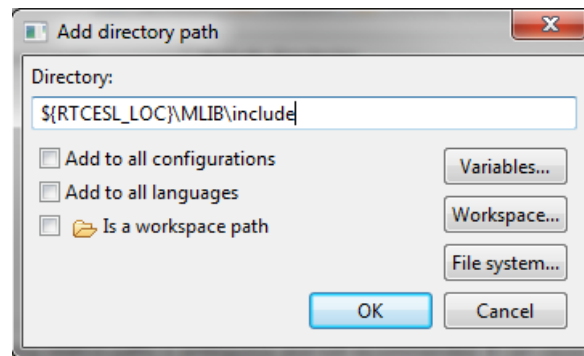 Add directory path
Directory:
${RTCESL_LOC}\MLIB\include
Add to all configurations
Add to all languages
Is a workspace path
Variables...
Workspace...
File system...
OK
Cancel